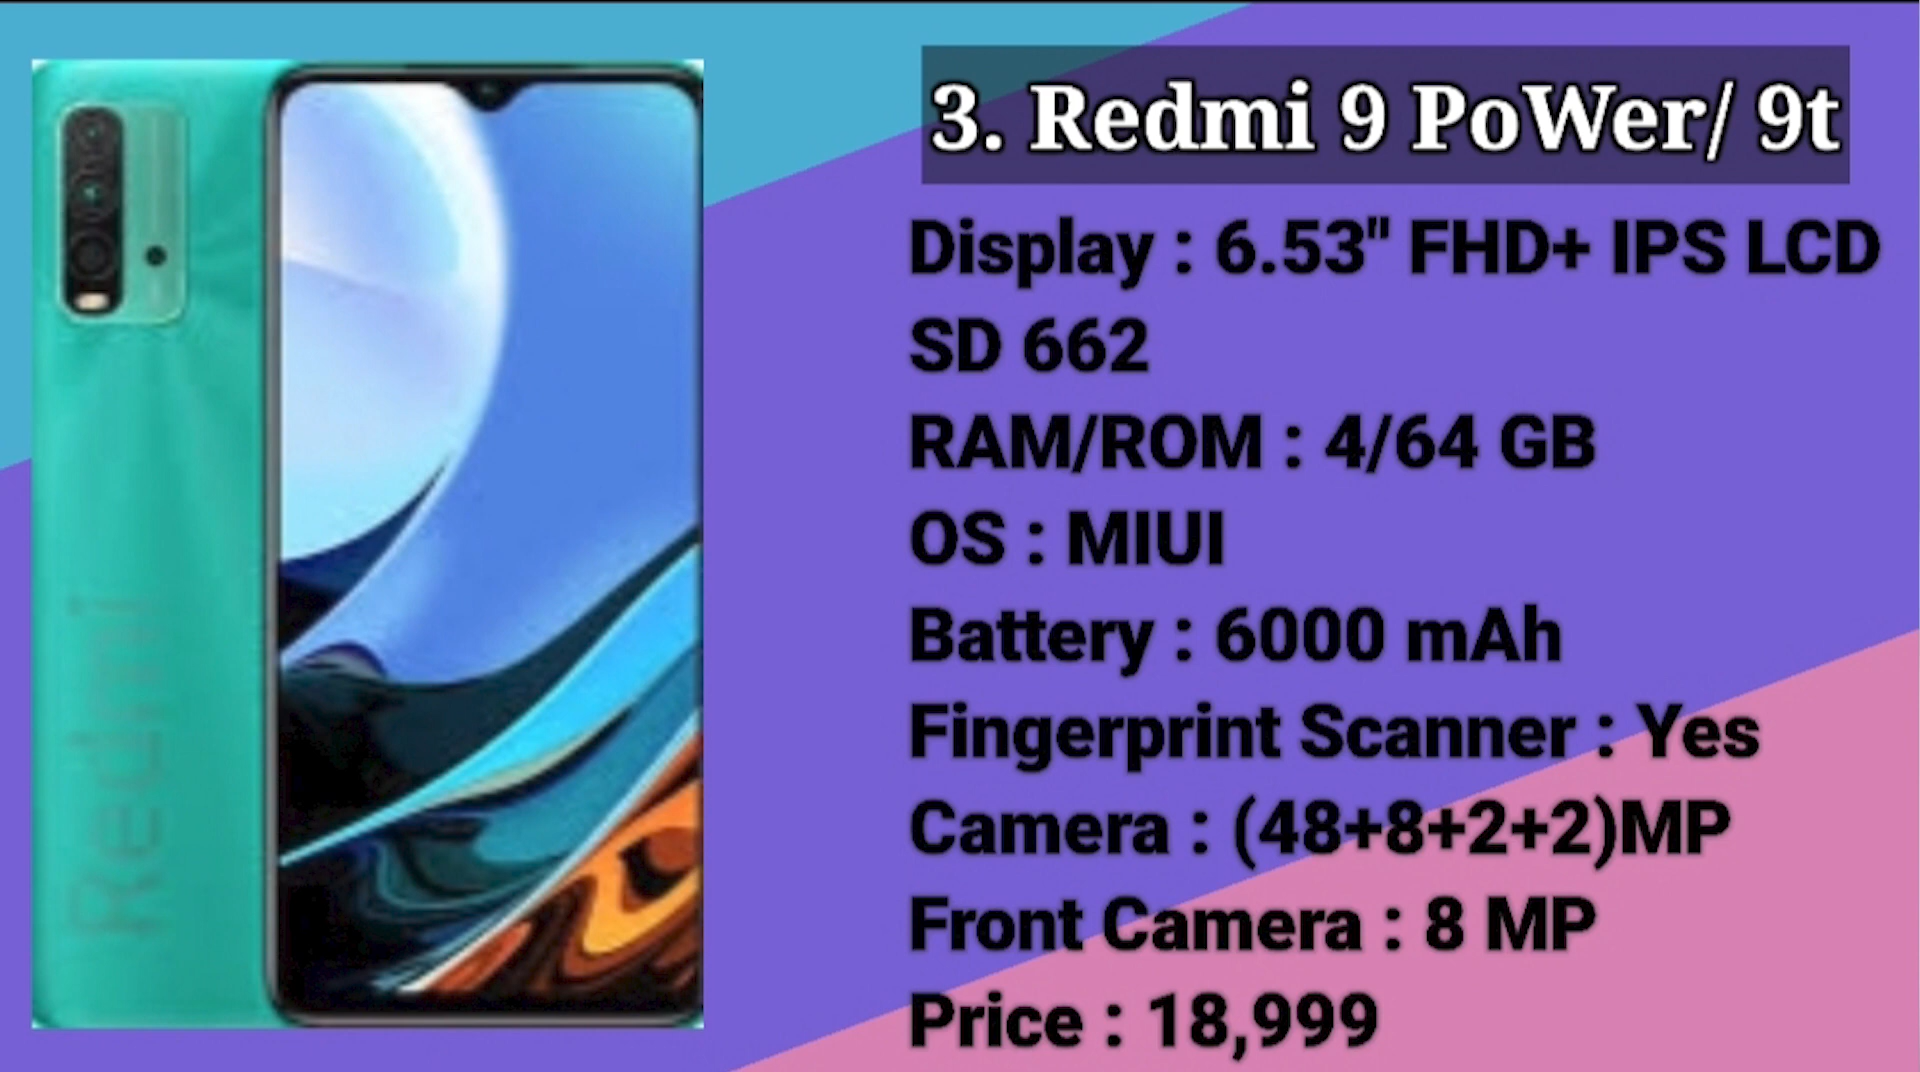 Redmi
3. Redmi 9 PoWer/ 9t
Display : 6.53" FHD+ IPS LCD
SD 662
RAM/ROM : 4/64 GB
OS : MIUI
Battery : 6000 mAh
Fingerprint Scanner : Yes
Camera : (48+8+2+2)MP
Front Camera : 8 MP
Price : 18,999